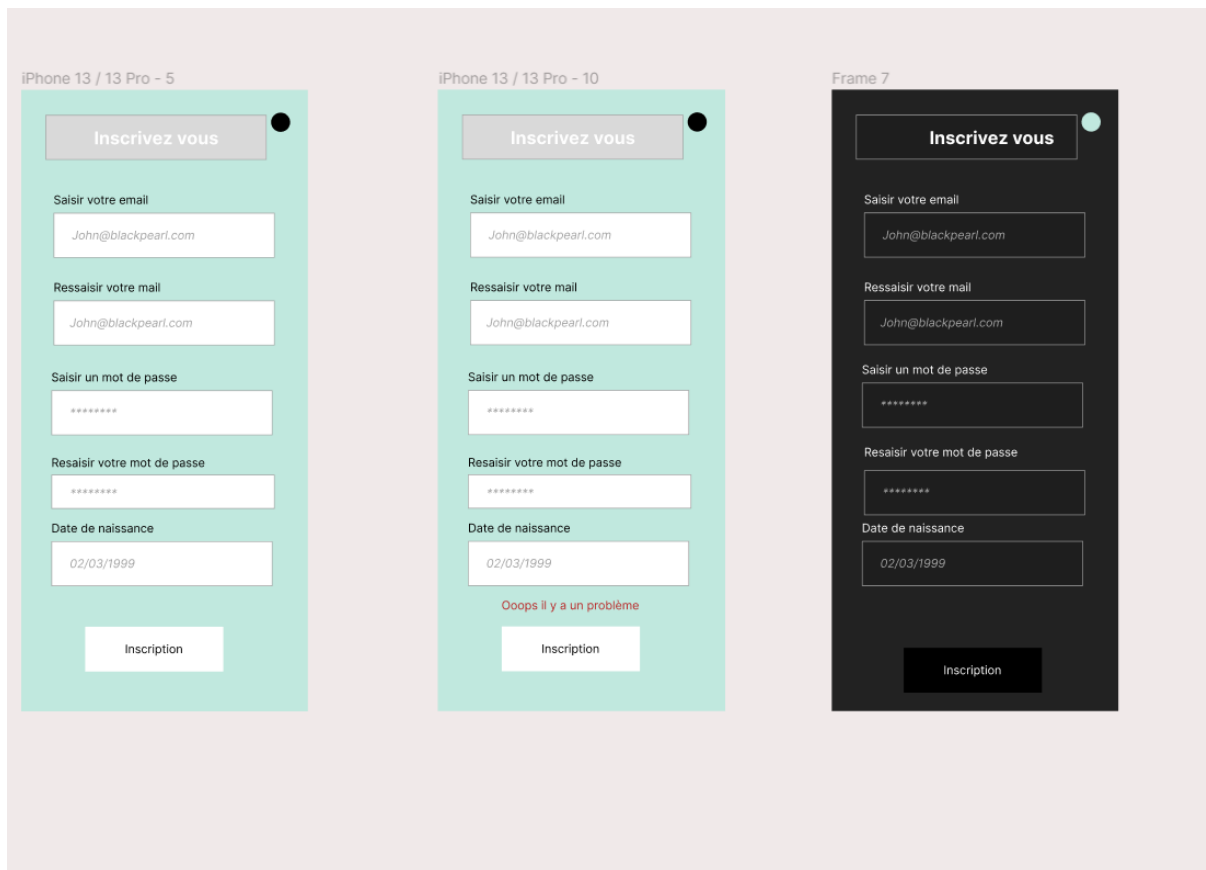 iPhone 13 / 13 Pro - 5
Inscrivez vous
Saisir votre email
John@blackpearl.com
Ressaisir votre mail
John@blackpearl.com
Saisir un mot de passe
********
Resaisir votre mot de passe
********
Date de naissance
02/03/1999
Inscription
iPhone 13 / 13 Pro - 10
Inscrivez vous
Saisir votre email
John@blackpearl.com
Ressaisir votre mail
John@blackpearl.com
Saisir un mot de passe
********
Resaisir votre mot de passe
********
Date de naissance
02/03/1999
Ooops il y a un problème
Inscription
Frame 7
Inscrivez vous
Saisir votre email
John@blackpearl.com
Ressaisir votre mail
John@blackpearl.com
Saisir un mot de passe
********
Resaisir votre mot de passe
********
Date de naissance
02/03/1999
Inscription